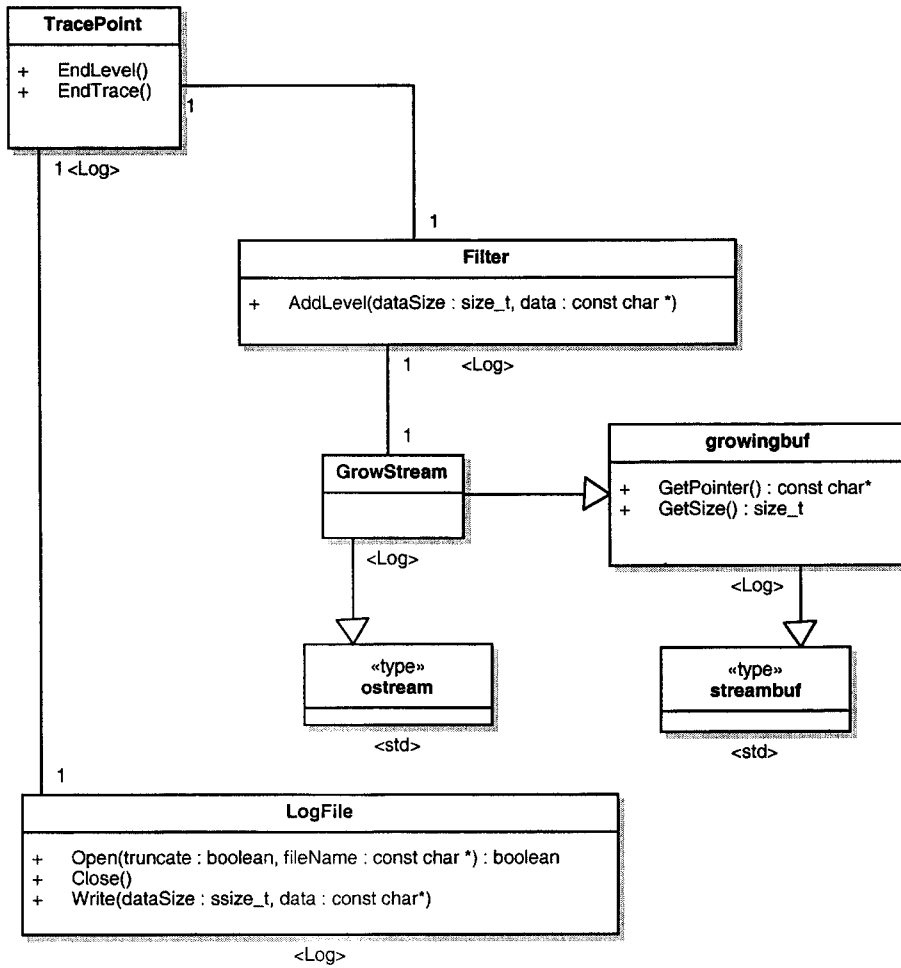 TracePoint
+ EndLevel()
+ EndTrace()
1
1 <Log>
1
Filter
+ AddLevel(dataSize : size_t, data : const char *)
1
<Log>
1
growingbuf
GrowStream
+ GetPointer() : const char*
+ GetSize() : size_t
<Log>
<Log>
«type»
ostream
«type»
streambuf
<std>
<std>
1
LogFile
+ Open(truncate : boolean, fileName : const char *) : boolean
+ Close()
+ Write(dataSize : ssize_t, data : const char*)
<Log>